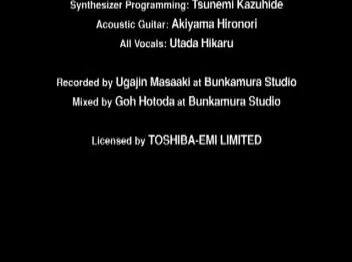 Synthesizer Programming: Tsunemi Kazuhide
Acoustic Guitar: Akiyama Hironori
All Vocals: Utada Hikaru
Recorded by Ugajin Masaaki at Bunkamura Studio
Mixed by Goh Hotoda at Bunkamura Studio
Licensed by TOSHIBA-EMI LIMITED